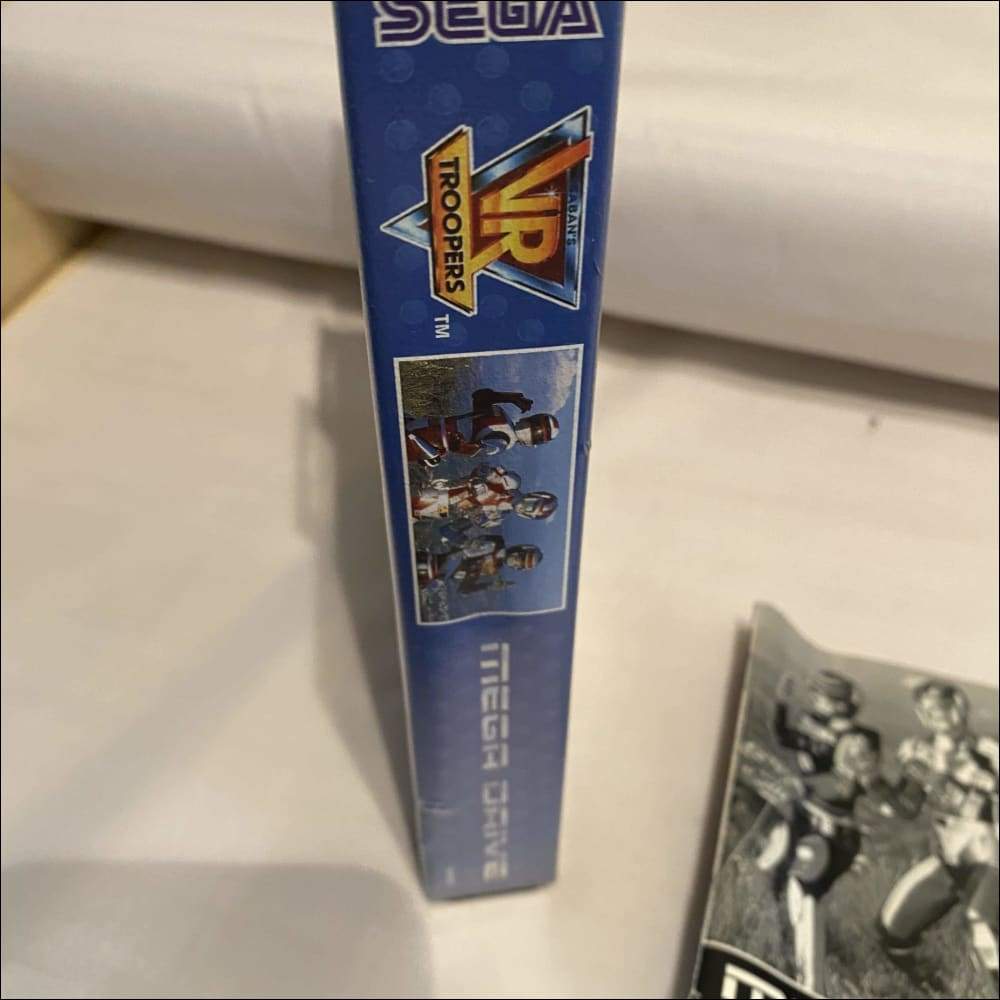 SEGA
SABAN'S
VR
TROOPERS
TM
MEGA DRIVE